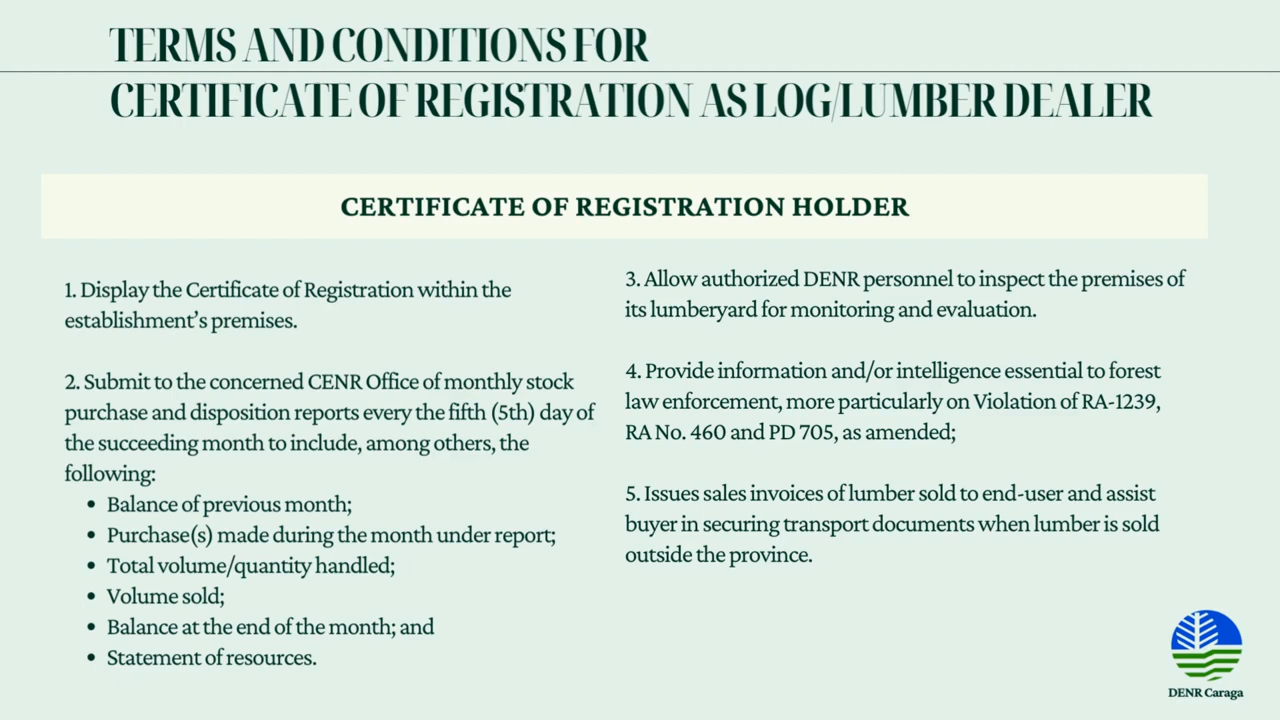 TERMS AND CONDITIONS FOR
CERTIFICATE OF REGISTRATION AS LOG/LUMBER DEALER
CERTIFICATE OF REGISTRATION HOLDER
1. Display the Certificate of Registration within the
establishment's premises.
2. Submit to the concerned CENR Office of monthly stock
purchase and disposition reports every the fifth (5th) day of
the succeeding month to include, among others, the
following:
• Balance of previous month;
• Purchase(s) made during the month under report;
• Total volume/quantity handled;
• Volume sold;
• Balance at the end of the month; and
• Statement of resources.
3. Allow authorized DENR personnel to inspect the premises of
its lumberyard for monitoring and evaluation.
4. Provide information and/or intelligence essential to forest
law enforcement, more particularly on Violation of RA-1239,
RA No. 460 and PD 705, as amended;
5. Issues sales invoices of lumber sold to end-user and assist
buyer in securing transport documents when lumber is sold
outside the province.
DENR Caraga